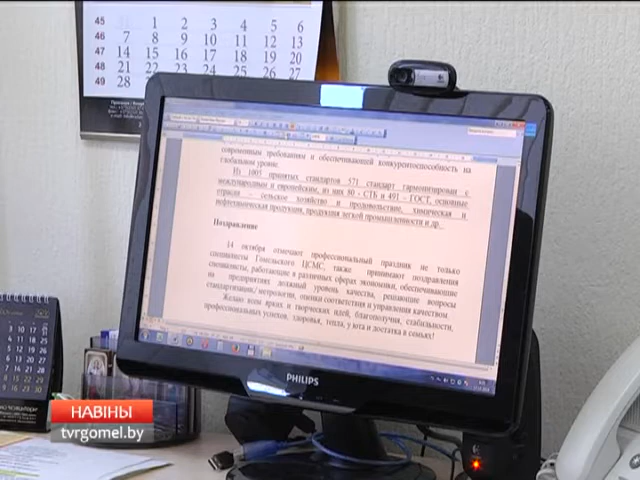 45 1 2 3 4 5 6
46 7 8 9 10 11 12 13
47 14 15 16 17 18 19 20
48 21 22 23 24 25 26 27
49 28
современным требованиям и обеспечивающей конкурентоспособность на
глобальном уровне.
Из 1005 принятых стандартов 571 стандарт гармонизирован с
международными и европейскими, из них 80 - СТБ и 491 - ГОСТ, основные
отрасли - сельское хозяйство и продовольствие, химическая и
нефтехимическая продукция, продукция легкой промышленности и др.
Поздравление
14 октября отмечают профессиональный праздник не только
специалисты Гомельского ЦСМС, также принимают поздравления
специалисты, работающие в различных сферах экономики, обеспечивающие
на предприятиях должный уровень качества, решающие вопросы
стандартизации,/ метрологии, оценки соответствия и управления качеством.
Желаю всем ярких и творческих идей, благополучия, стабильности,
профессиональных успехов, здоровья, тепла, уюта и достатка в семьях!
PHILIPS
НАВІНЫ
tvrgomel.by